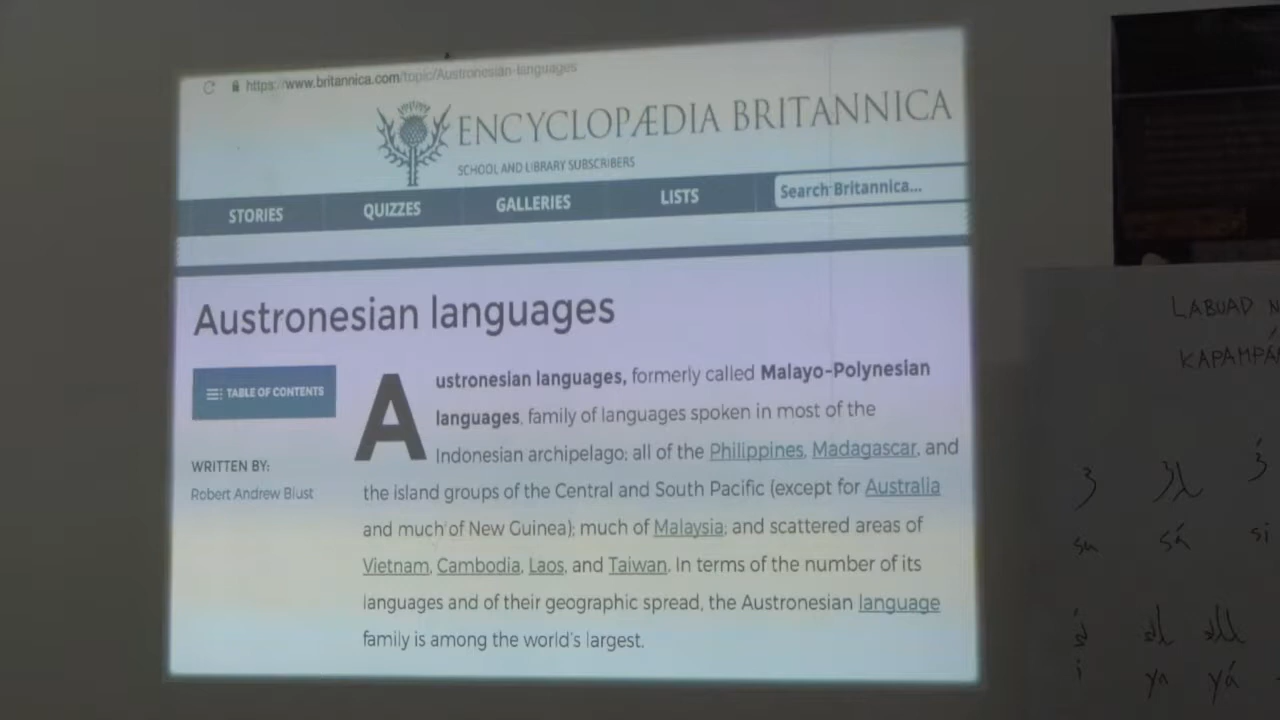 https://www.britannica.com/topic/Austronesian-languages
ENCYCLOPÆDIA BRITANNICA
SCHOOL AND LIBRARY SUBSCRIBERS
STORIES QUIZZES GALLERIES LISTS Search Britannica...
Austronesian languages
TABLE OF CONTENTS
WRITTEN BY:
Robert Andrew Blust
Austronesian languages, formerly called Malayo-Polynesian
languages, family of languages spoken in most of the
Indonesian archipelago; all of the Philippines, Madagascar, and
the island groups of the Central and South Pacific (except for Australia
and much of New Guinea); much of Malaysia; and scattered areas of
Vietnam, Cambodia, Laos, and Taiwan. In terms of the number of its
languages and of their geographic spread, the Austronesian language
family is among the world's largest.
LABUAD
KAPAMPÁ
su sá si
i ya yá